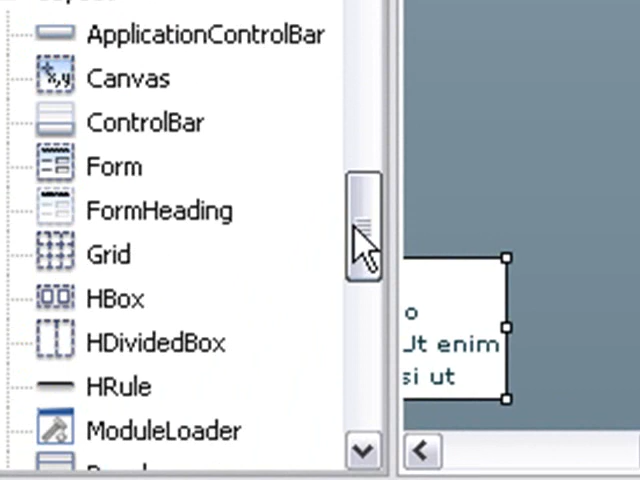 ApplicationControlBar
Canvas
ControlBar
Form
FormHeading
Grid
HBox
HDividedBox
HRule
ModuleLoader
o
Ut enim
si ut